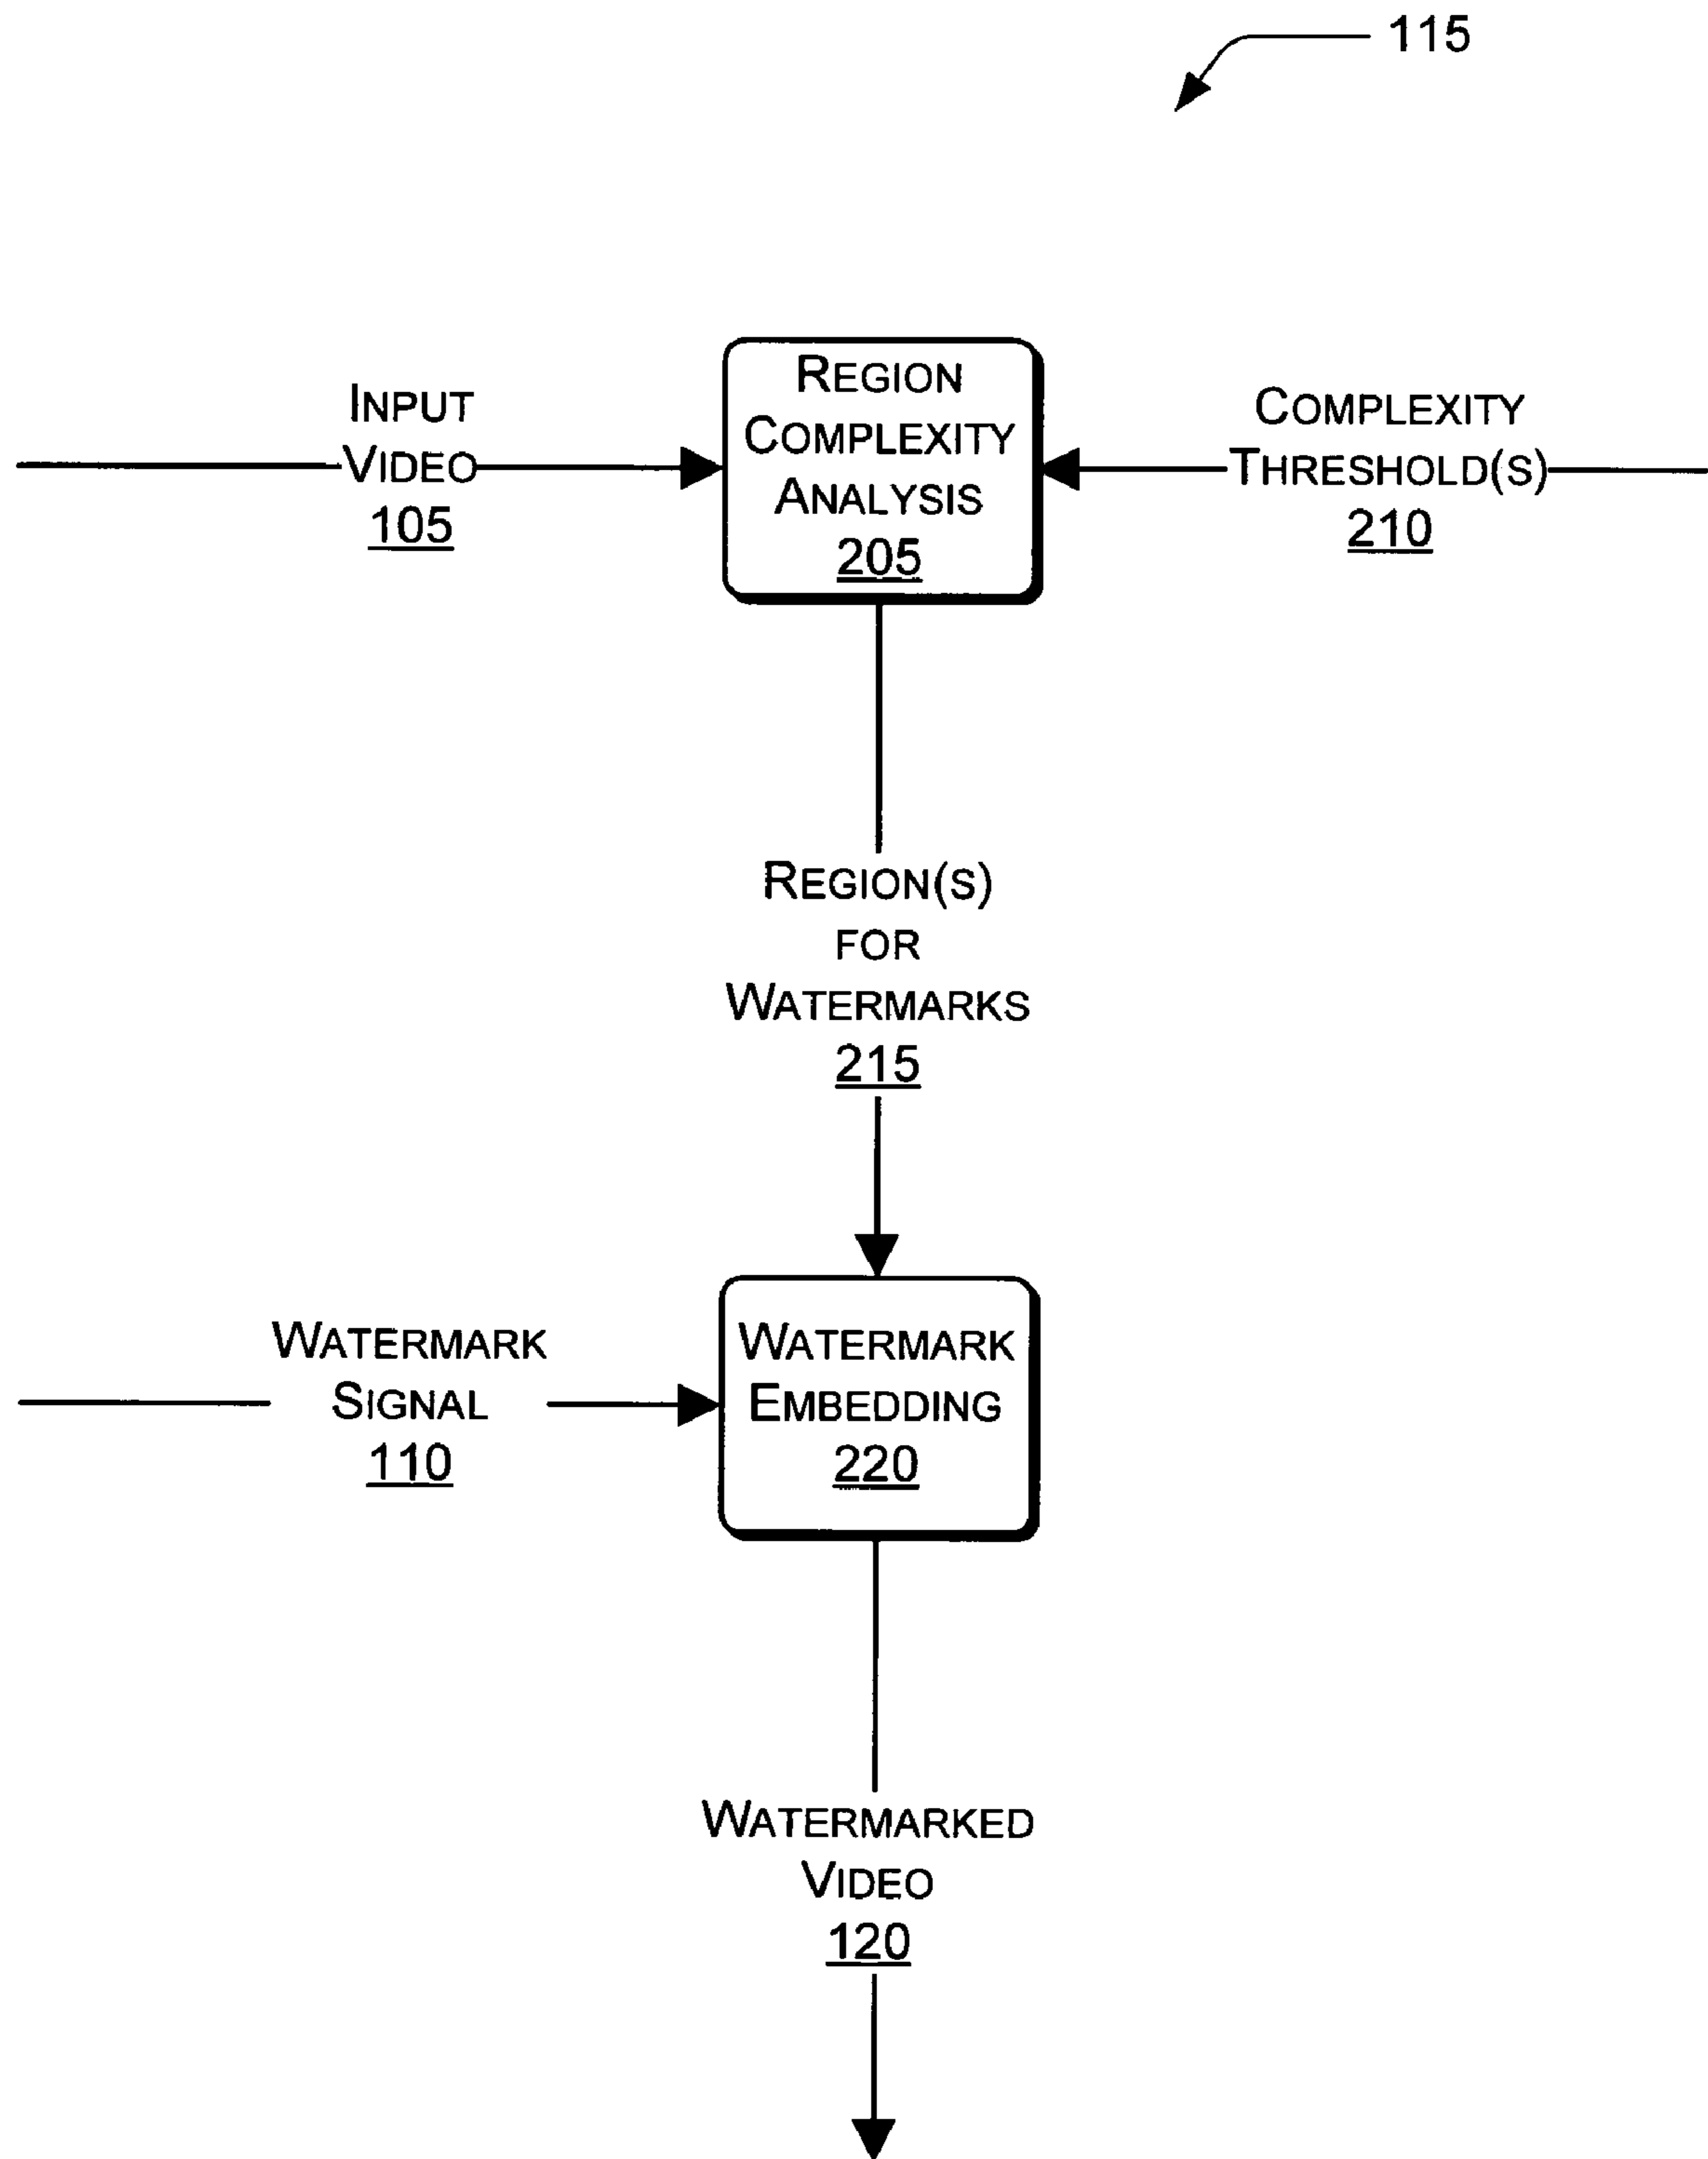 115
INPUT
VIDEO
105
REGION
COMPLEXITY
ANALYSIS
205
COMPLEXITY
THRESHOLD(S)
210
REGION(S)
FOR
WATERMARKS
215
WATERMARK
SIGNAL
110
WATERMARK
EMBEDDING
220
WATERMARKED
VIDEO
120